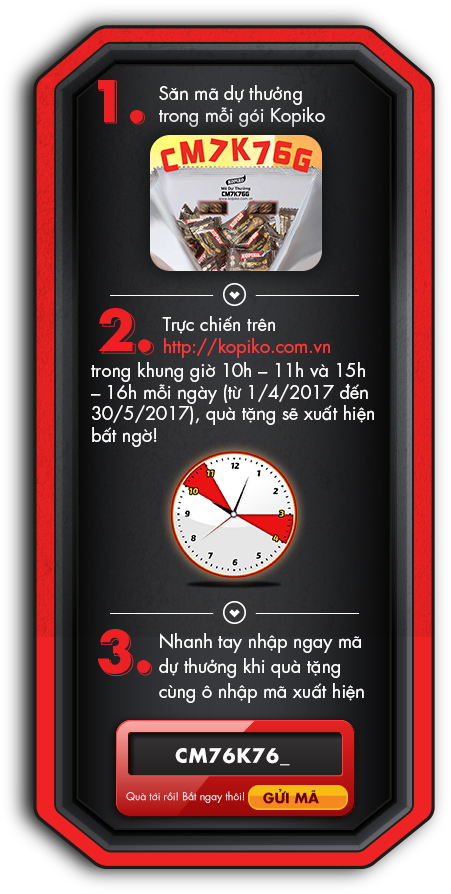 1.
Săn mã dự thưởng
trong mỗi gói Kopiko
CM7K76G
KOPIKO
Mã Dự Thưởng
CM7K76G
www.kopiko.com.vn
KOPIKO
2.
Trực chiến trên
http://kopiko.com.vn
trong khung giờ 10h – 11h và 15h
– 16h mỗi ngày (từ 1/4/2017 đến
30/5/2017), quà tặng sẽ xuất hiện
bất ngờ!
12
1
2
3
4
5
6
7
8
9
10
11
3.
Nhanh tay nhập ngay mã
dự thưởng khi quà tặng
cùng ô nhập mã xuất hiện
CM76K76_
Quà tới rồi! Bắt ngay thôi!
GỬI MÃ